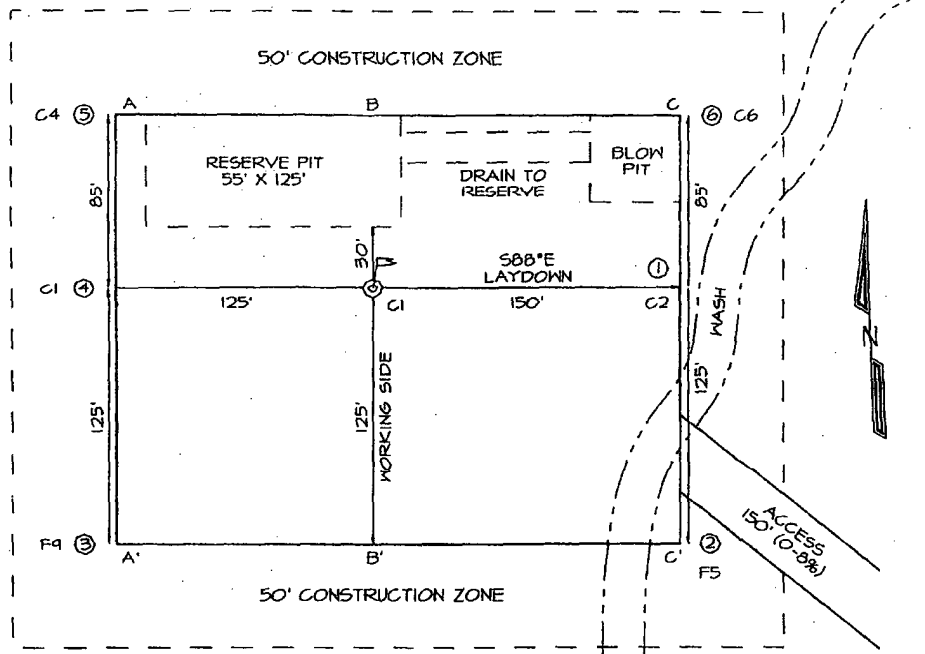 50' CONSTRUCTION ZONE
C4 ⑤ A B C ⑥ C6
RESERVE PIT
55' X 125'
BLOW
PIT
DRAIN TO
RESERVE
85'
85'
30'
S88°E
LAYDOWN
①
C1 ④ 125' C1 150' C2
WASH
N
125'
125'
WORKING SIDE
125'
ACCESS
150' (0-8%)
F9 ③ A' B' C' ②
F5
50' CONSTRUCTION ZONE